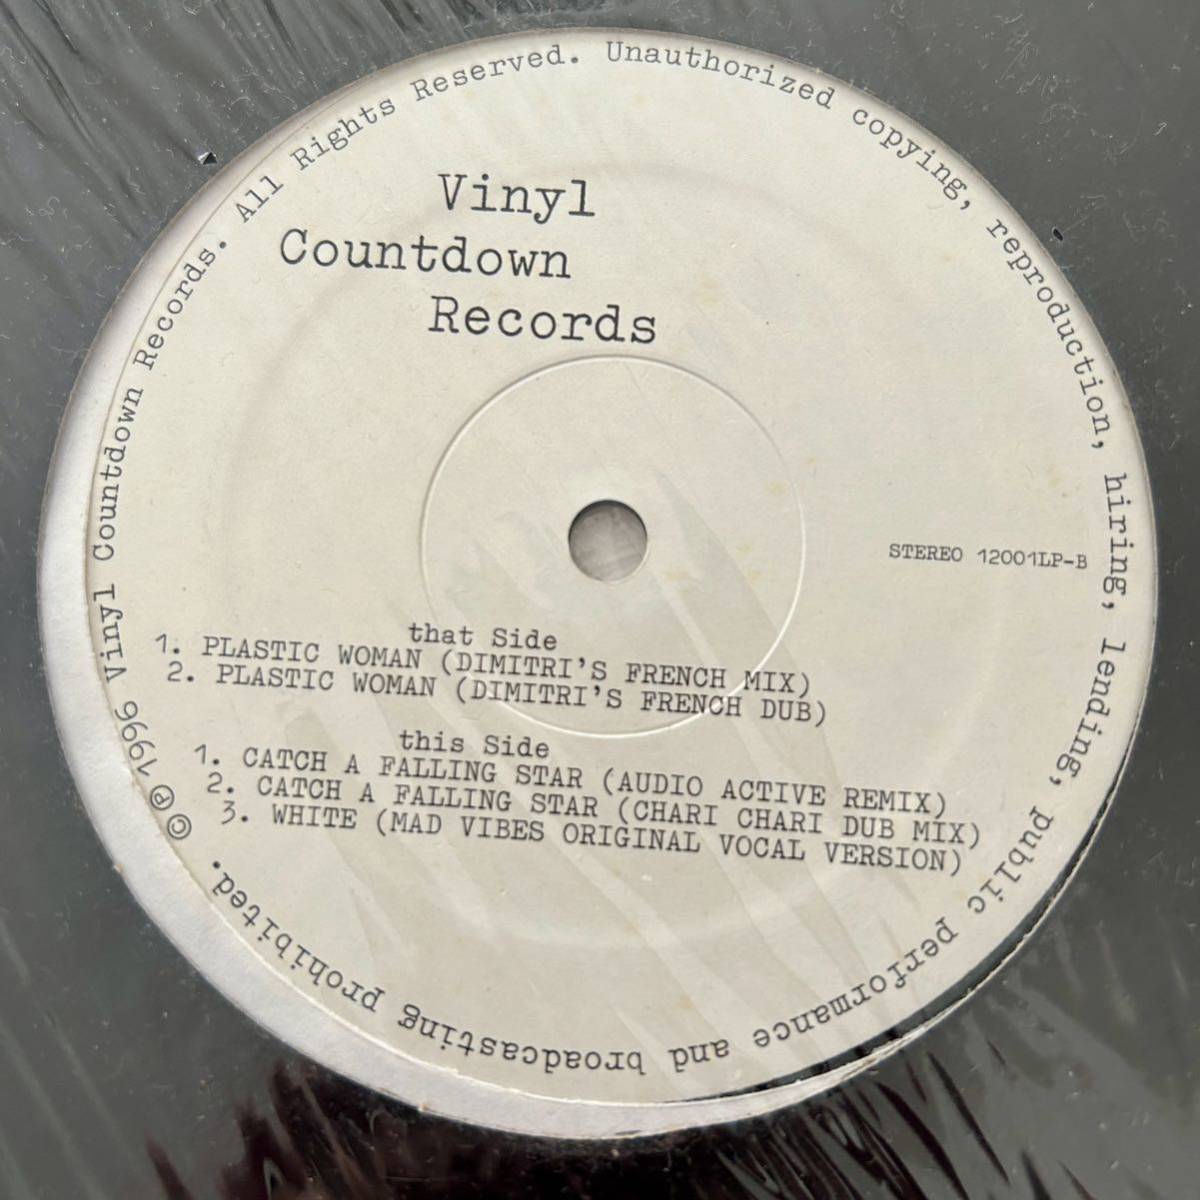 Vinyl
Countdown
Records
STEREO 12001LP-B
that Side
1. PLASTIC WOMAN (DIMITRI'S FRENCH MIX)
2. PLASTIC WOMAN (DIMITRI'S FRENCH DUB)
this Side
1. CATCH A FALLING STAR (AUDIO ACTIVE REMIX)
2. CATCH A FALLING STAR (CHARI CHARI DUB MIX)
3. WHITE (MAD VIBES ORIGINAL VOCAL VERSION)
© ℗ 1996 Vinyl Countdown Records. All Rights Reserved. Unauthorized copying, reproduction, hiring, lending, public performance and broadcasting prohibited.